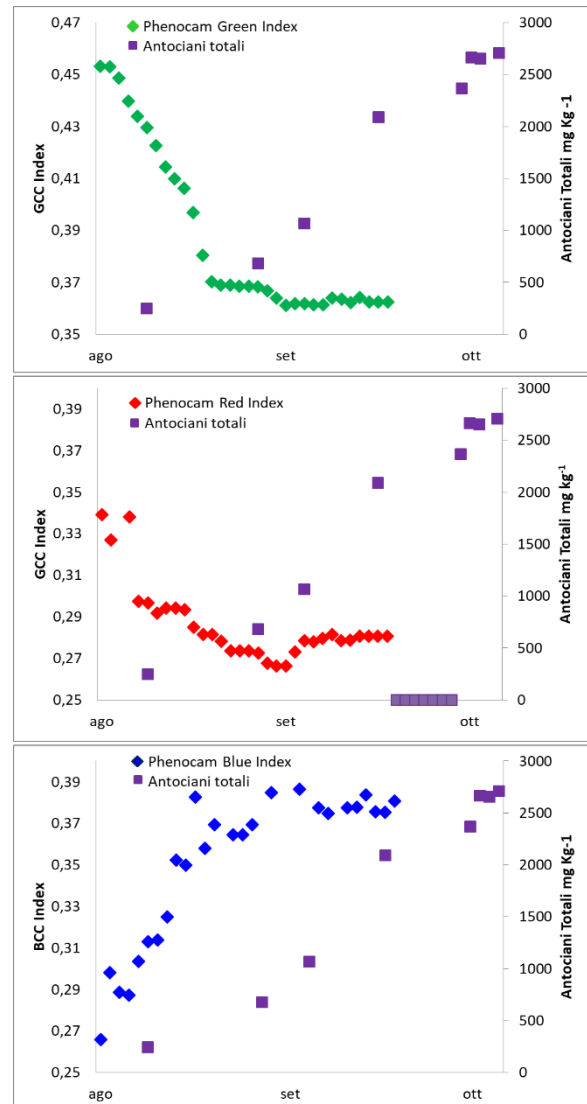 Phenocam Green Index
Antociani totali
GCC Index
0,47
0,45
0,43
0,41
0,39
0,37
0,35
3000
2500
2000
1500
1000
500
0
Antociani Totali mg Kg -1
ago set ott
Phenocam Red Index
Antociani totali
GCC Index
0,39
0,37
0,35
0,33
0,31
0,29
0,27
0,25
3000
2500
2000
1500
1000
500
0
Antociani Totali mg kg⁻¹
ago set ott
Phenocam Blue Index
Antociani totali
BCC Index
0,39
0,37
0,35
0,33
0,31
0,29
0,27
0,25
3000
2500
2000
1500
1000
500
0
Antociani Totali mg Kg-1
ago set ott